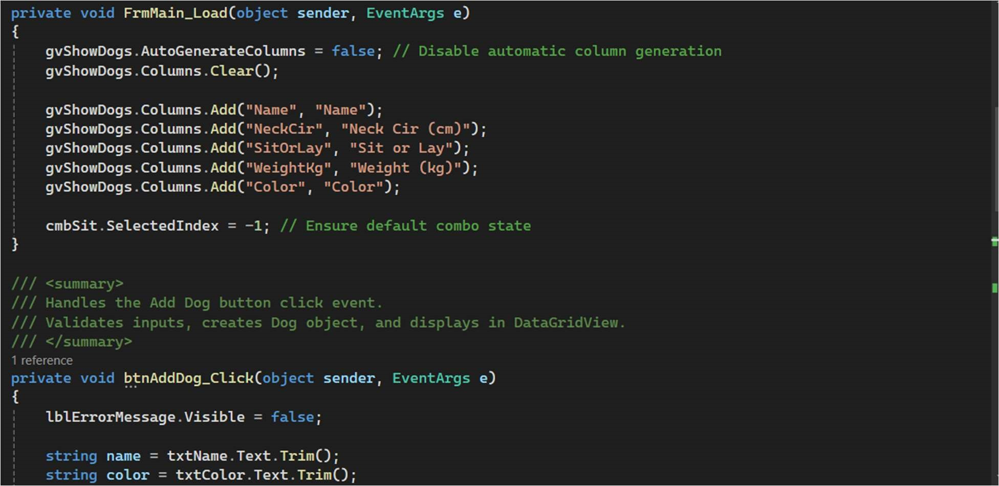 private void FrmMain_Load(object sender, EventArgs e)
{
    gvShowDogs.AutoGenerateColumns = false; // Disable automatic column generation
    gvShowDogs.Columns.Clear();

    gvShowDogs.Columns.Add("Name", "Name");
    gvShowDogs.Columns.Add("NeckCir", "Neck Cir (cm)");
    gvShowDogs.Columns.Add("SitOrLay", "Sit or Lay");
    gvShowDogs.Columns.Add("WeightKg", "Weight (kg)");
    gvShowDogs.Columns.Add("Color", "Color");

    cmbSit.SelectedIndex = -1; // Ensure default combo state
}

/// <summary>
/// Handles the Add Dog button click event.
/// Validates inputs, creates Dog object, and displays in DataGridView.
/// </summary>
1 reference
private void btnAddDog_Click(object sender, EventArgs e)
{
    lblErrorMessage.Visible = false;

    string name = txtName.Text.Trim();
    string color = txtColor.Text.Trim();